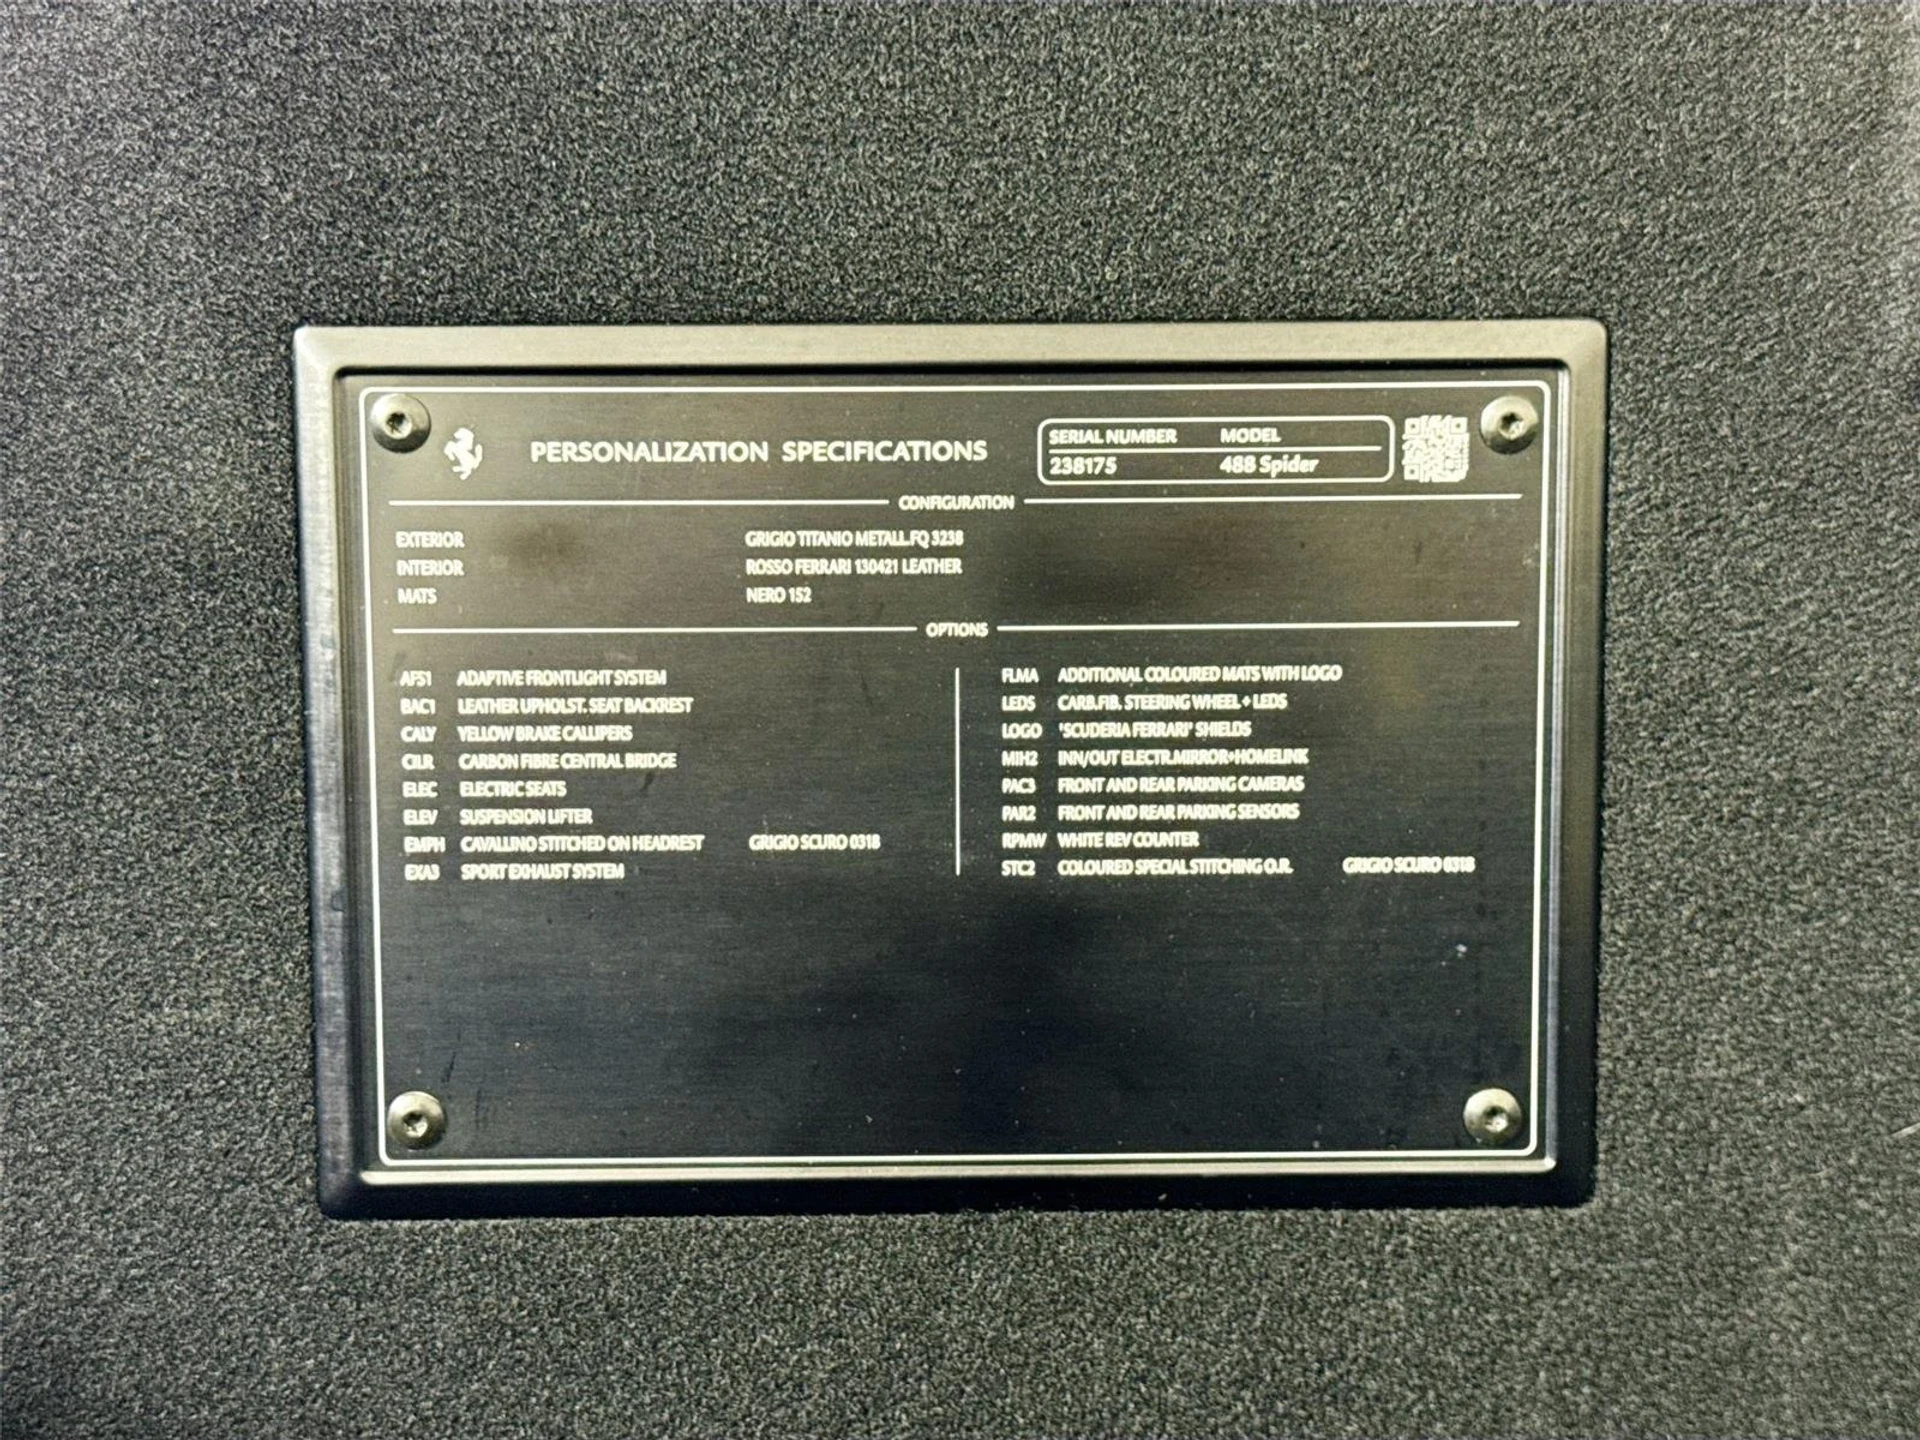 PERSONALIZATION SPECIFICATIONS
SERIAL NUMBER MODEL
238175 488 Spider
CONFIGURATION
EXTERIOR GRIGIO TITANIO METALL.FQ 3238
INTERIOR ROSSO FERRARI 130421 LEATHER
MATS NERO 152
OPTIONS
AFS1 ADAPTIVE FRONTLIGHT SYSTEM
BAC1 LEATHER UPHOLST. SEAT BACKREST
CALY YELLOW BRAKE CALLIPERS
CILR CARBON FIBRE CENTRAL BRIDGE
ELEC ELECTRIC SEATS
ELEV SUSPENSION LIFTER
EMPH CAVALLINO STITCHED ON HEADREST GRIGIO SCURO 0318
EXA3 SPORT EXHAUST SYSTEM
FLMA ADDITIONAL COLOURED MATS WITH LOGO
LEDS CARB.FIB. STEERING WHEEL + LEDS
LOGO 'SCUDERIA FERRARI' SHIELDS
MIH2 INN/OUT ELECTR.MIRROR+HOMELINK
PAC3 FRONT AND REAR PARKING CAMERAS
PAR2 FRONT AND REAR PARKING SENSORS
RPMW WHITE REV COUNTER
STC2 COLOURED SPECIAL STITCHING O.R. GRIGIO SCURO 0318